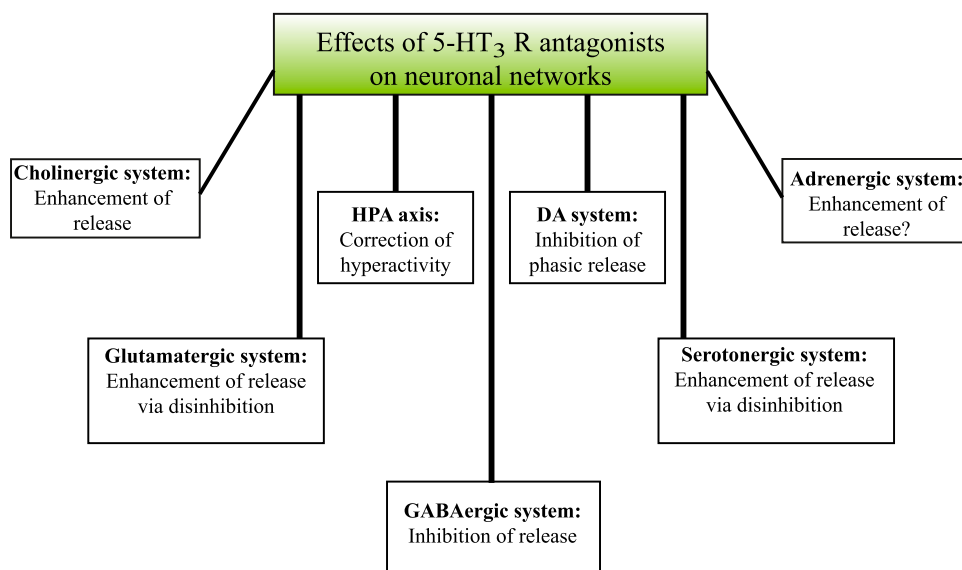 Effects of 5-HT3 R antagonists
on neuronal networks
Cholinergic system:
Enhancement of
release
Adrenergic system:
Enhancement of
release?
HPA axis:
Correction of
hyperactivity
DA system:
Inhibition of
phasic release
Glutamatergic system:
Enhancement of release
via disinhibition
Serotonergic system:
Enhancement of release
via disinhibition
GABAergic system:
Inhibition of release